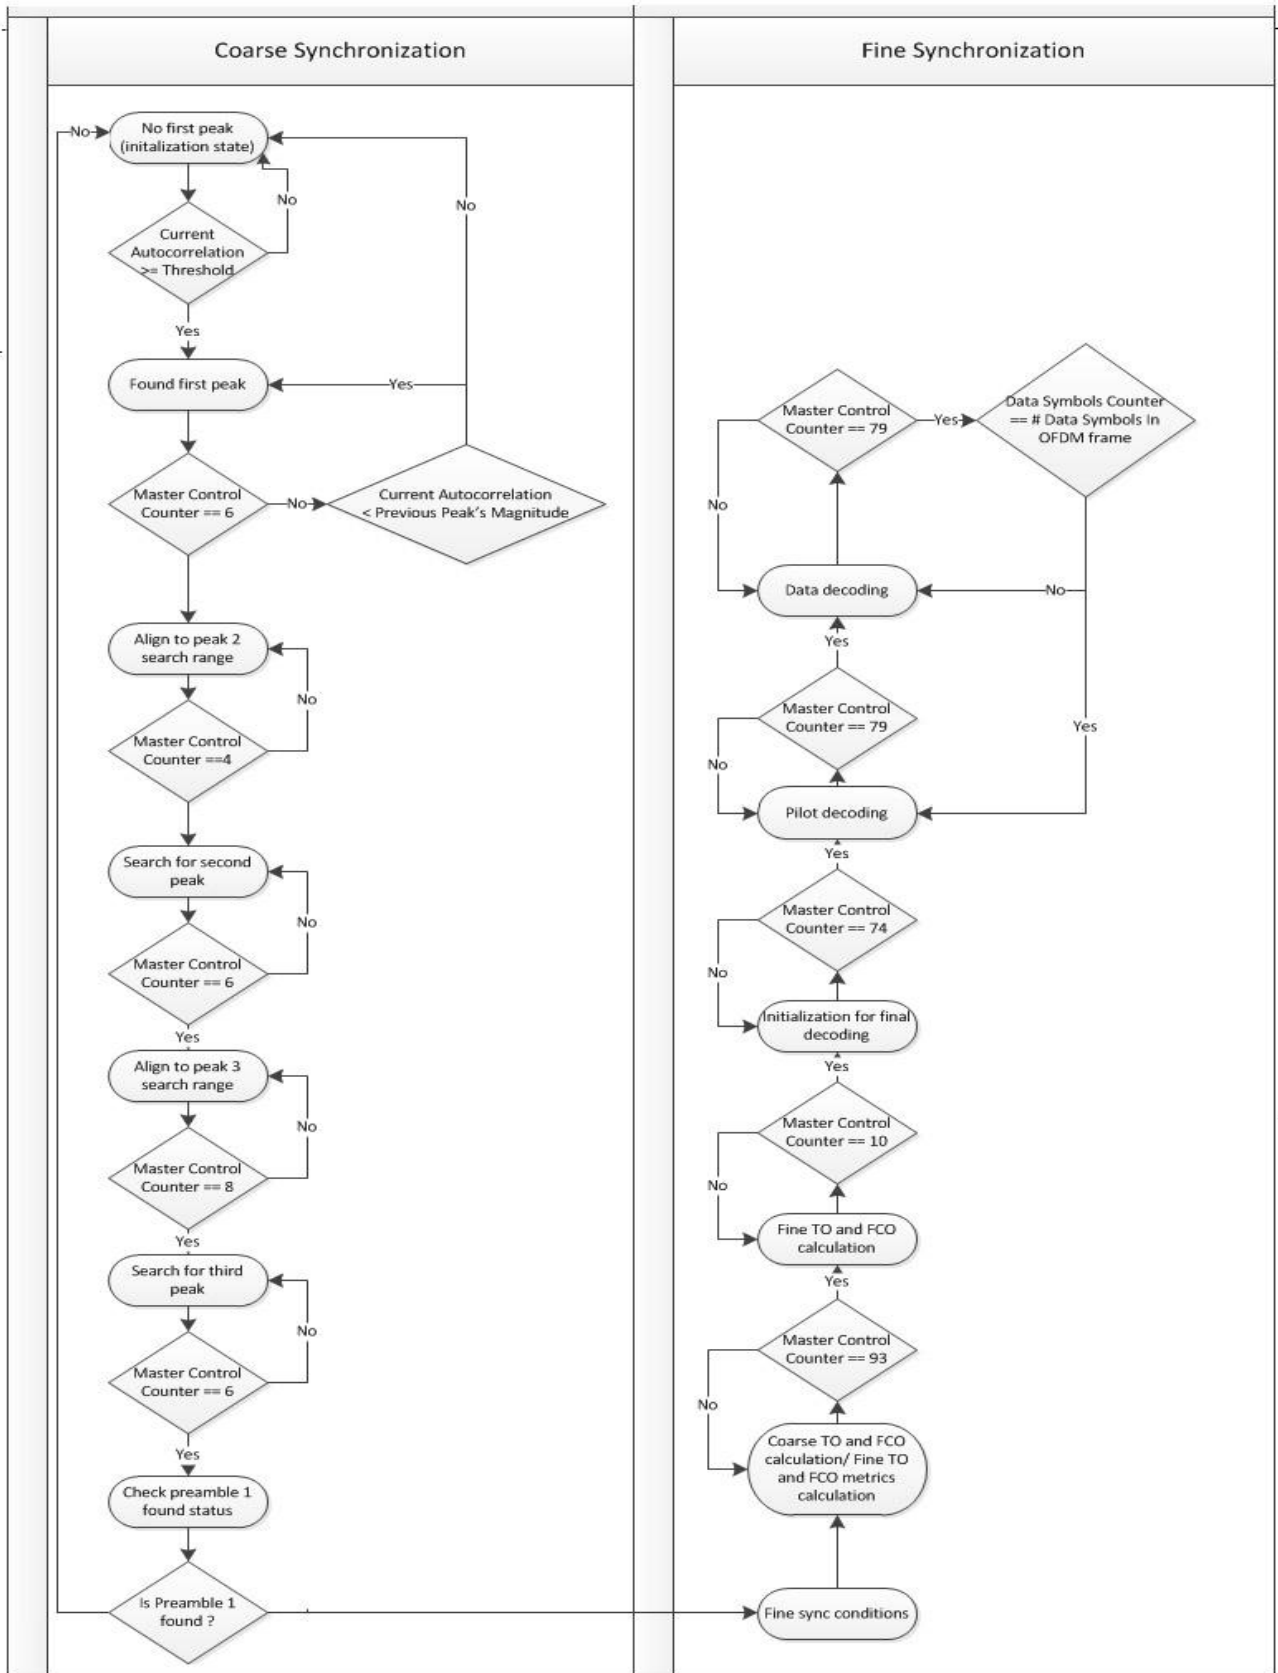 Coarse Synchronization
No
No first peak
(initalization state)
No
No
Current
Autocorrelation
>= Threshold
Yes
Found first peak
Yes
Master Control
Counter == 6
No
Current Autocorrelation
< Previous Peak's Magnitude
Align to peak 2
search range
No
Master Control
Counter ==4
Search for second
peak
No
Master Control
Counter == 6
Yes
Align to peak 3
search range
No
Master Control
Counter == 8
Yes
Search for third
peak
No
Master Control
Counter == 6
Yes
Check preamble 1
found status
Is Preamble 1
found ?
Fine Synchronization
Master Control
Counter == 79
Yes
Data Symbols Counter
== # Data Symbols In
OFDM frame
No
Data decoding
No
Yes
Yes
Master Control
Counter == 79
No
Pilot decoding
Yes
Master Control
Counter == 74
No
Initialization for final
decoding
Yes
Master Control
Counter == 10
No
Fine TO and FCO
calculation
Yes
Master Control
Counter == 93
No
Coarse TO and FCO
calculation/ Fine TO
and FCO metrics
calculation
Fine sync conditions